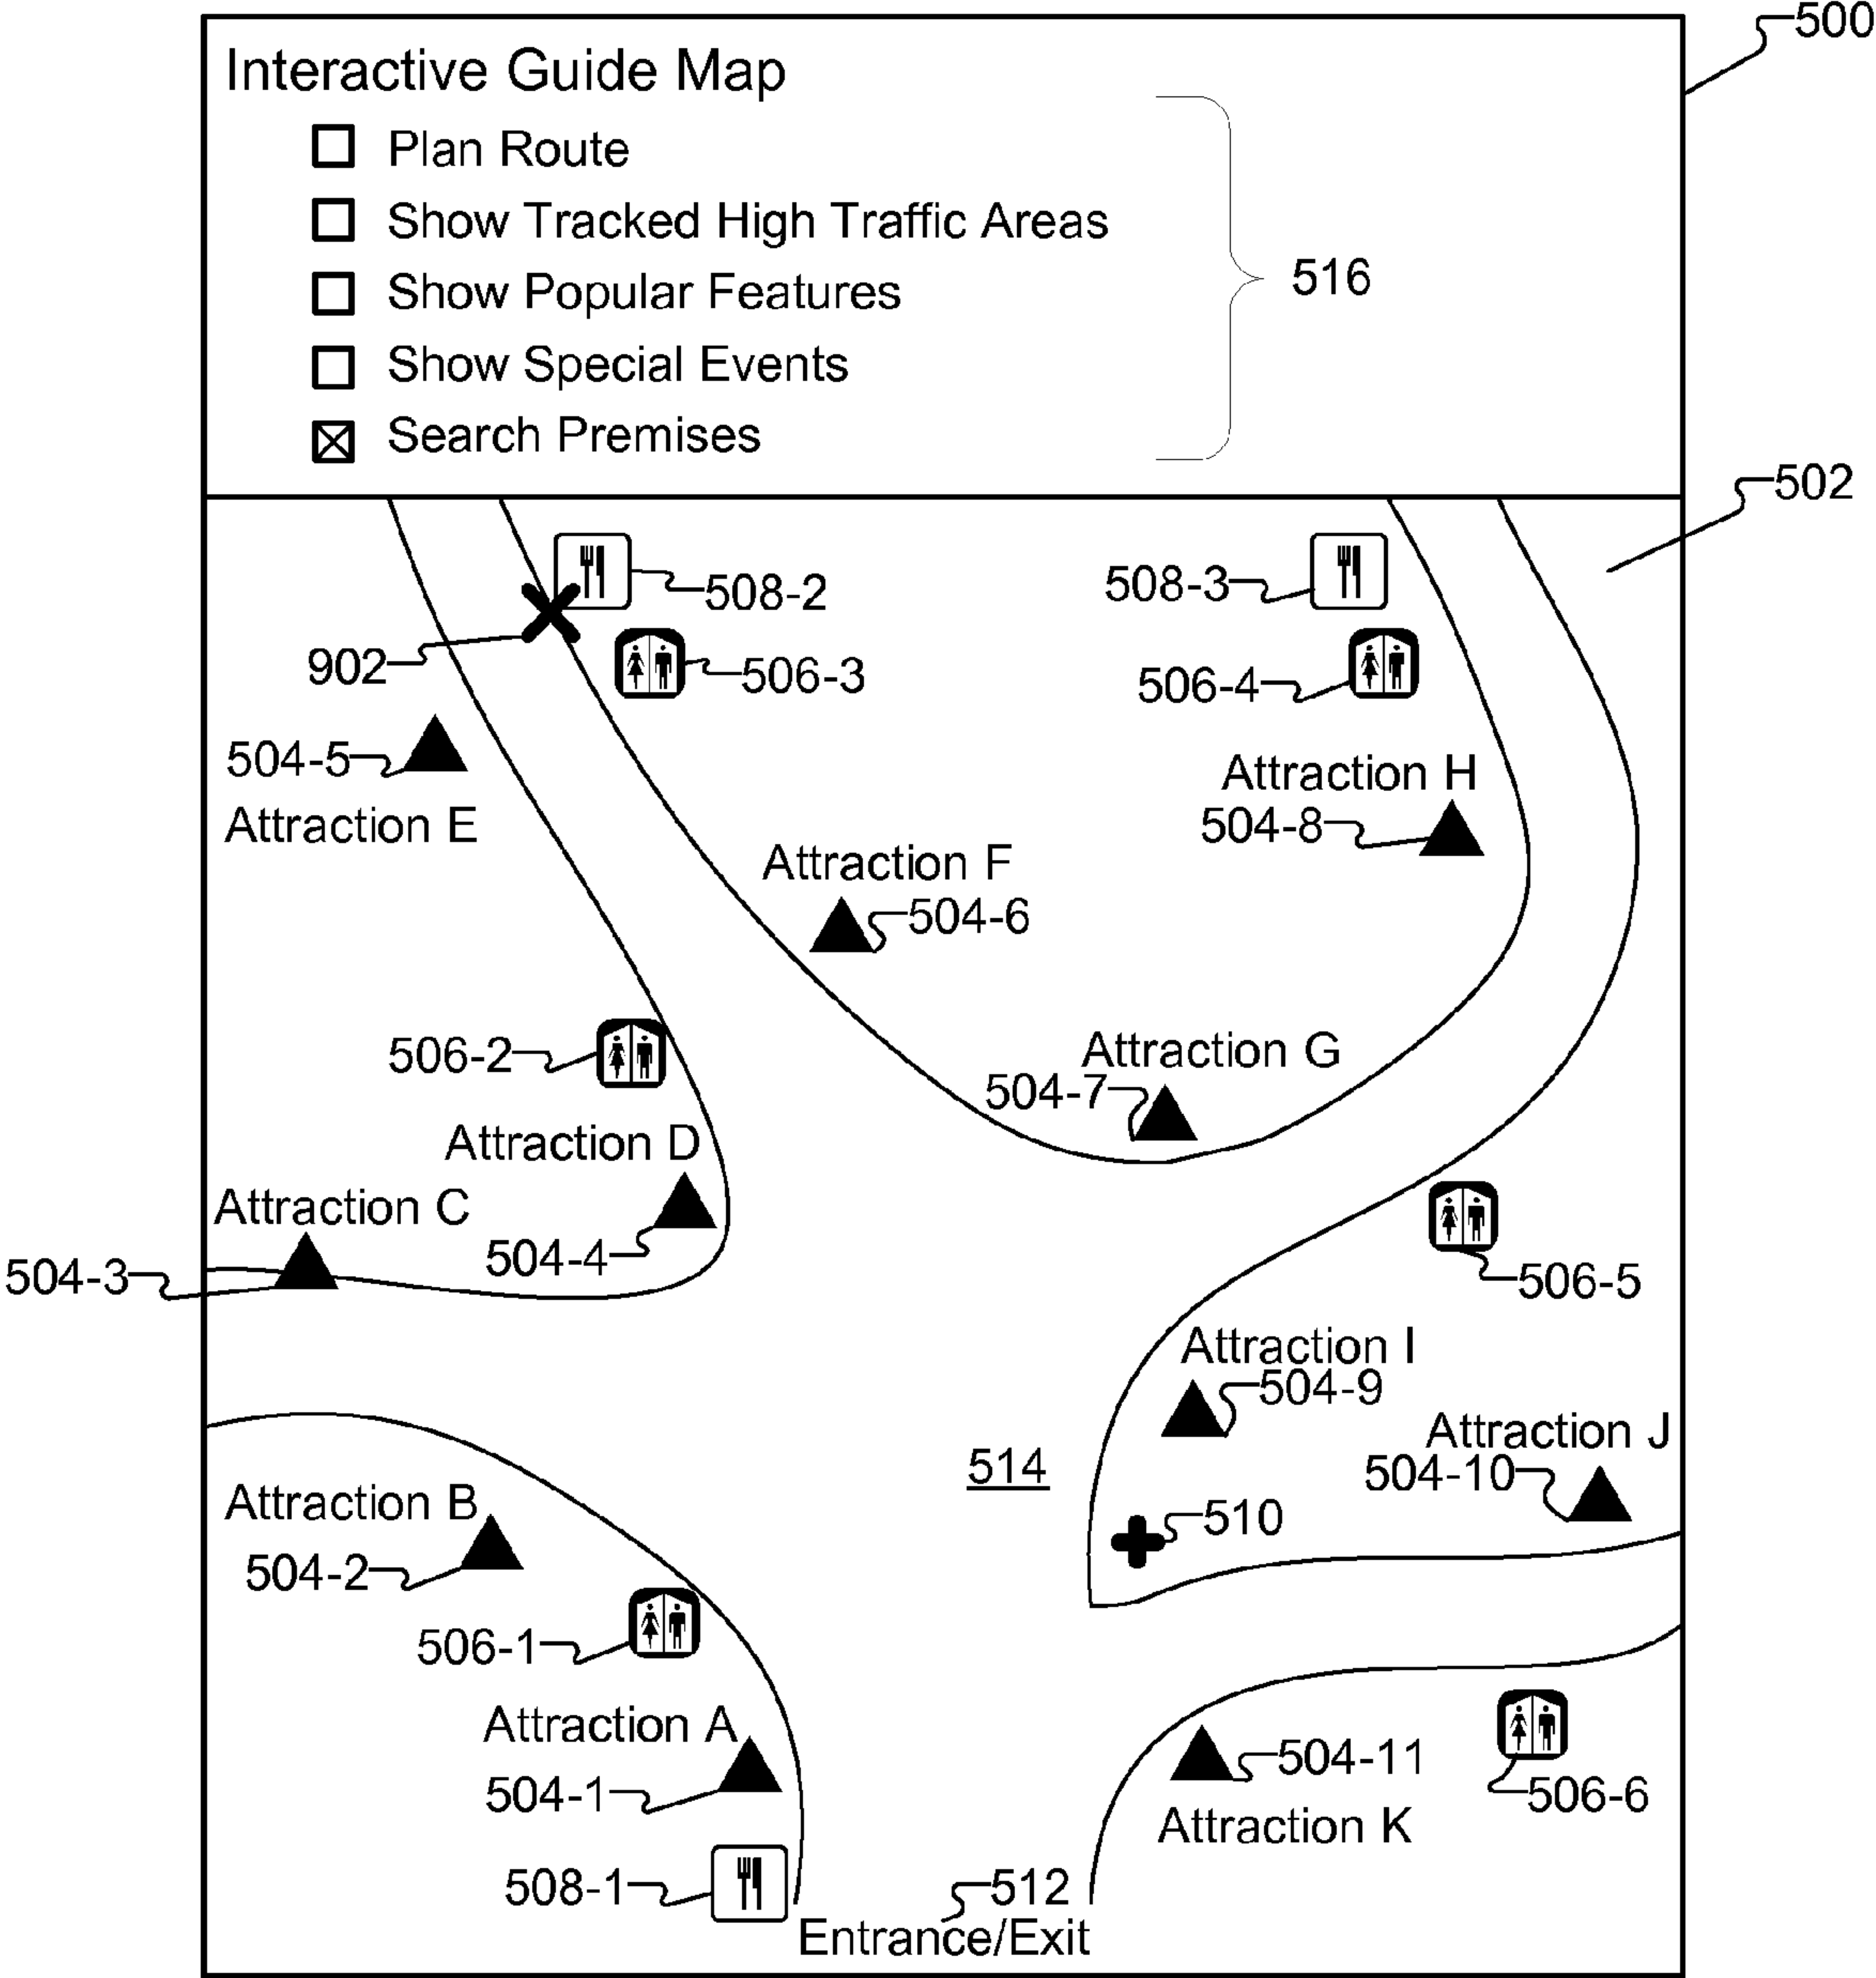 500
Interactive Guide Map
Plan Route
Show Tracked High Traffic Areas
Show Popular Features
516
Show Special Events
Search Premises
502
508-2
508-3
902
506-3
506-4
504-5
Attraction E
Attraction H
504-8
Attraction F
504-6
506-2
Attraction G
504-7
Attraction D
Attraction C
504-4
504-3
506-5
Attraction I
504-9
Attraction J
514
504-10
Attraction B
510
504-2
506-1
Attraction A
504-11
504-1
506-6
Attraction K
508-1
512
Entrance/Exit